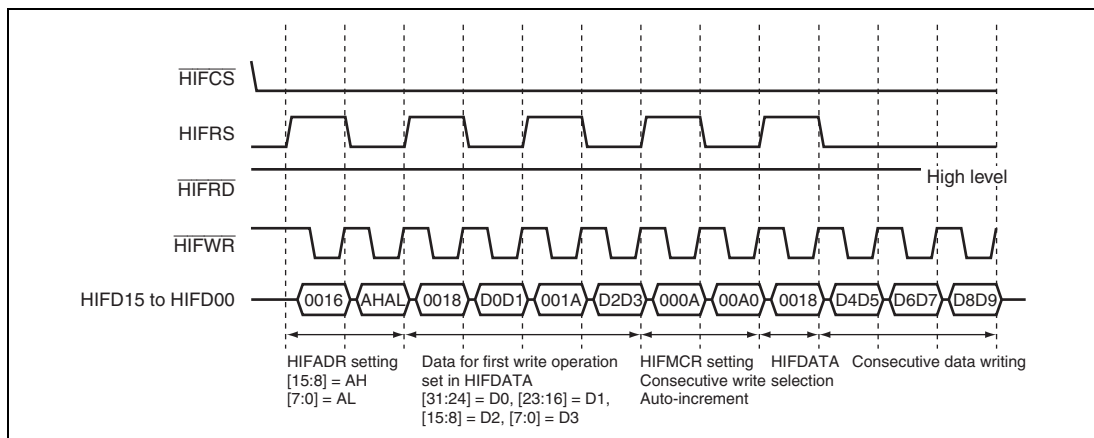 HIFCS
HIFRS
HIFRD
High level
HIFWR
HIFD15 to HIFD00
0016 AHAL 0018 D0D1 001A D2D3 000A 00A0 0018 D4D5 D6D7 D8D9
HIFADR setting
[15:8] = AH
[7:0] = AL
Data for first write operation
set in HIFDATA
[31:24] = D0, [23:16] = D1,
[15:8] = D2, [7:0] = D3
HIFMCR setting
Consecutive write
Auto-increment
HIFDATA
selection
Consecutive data writing